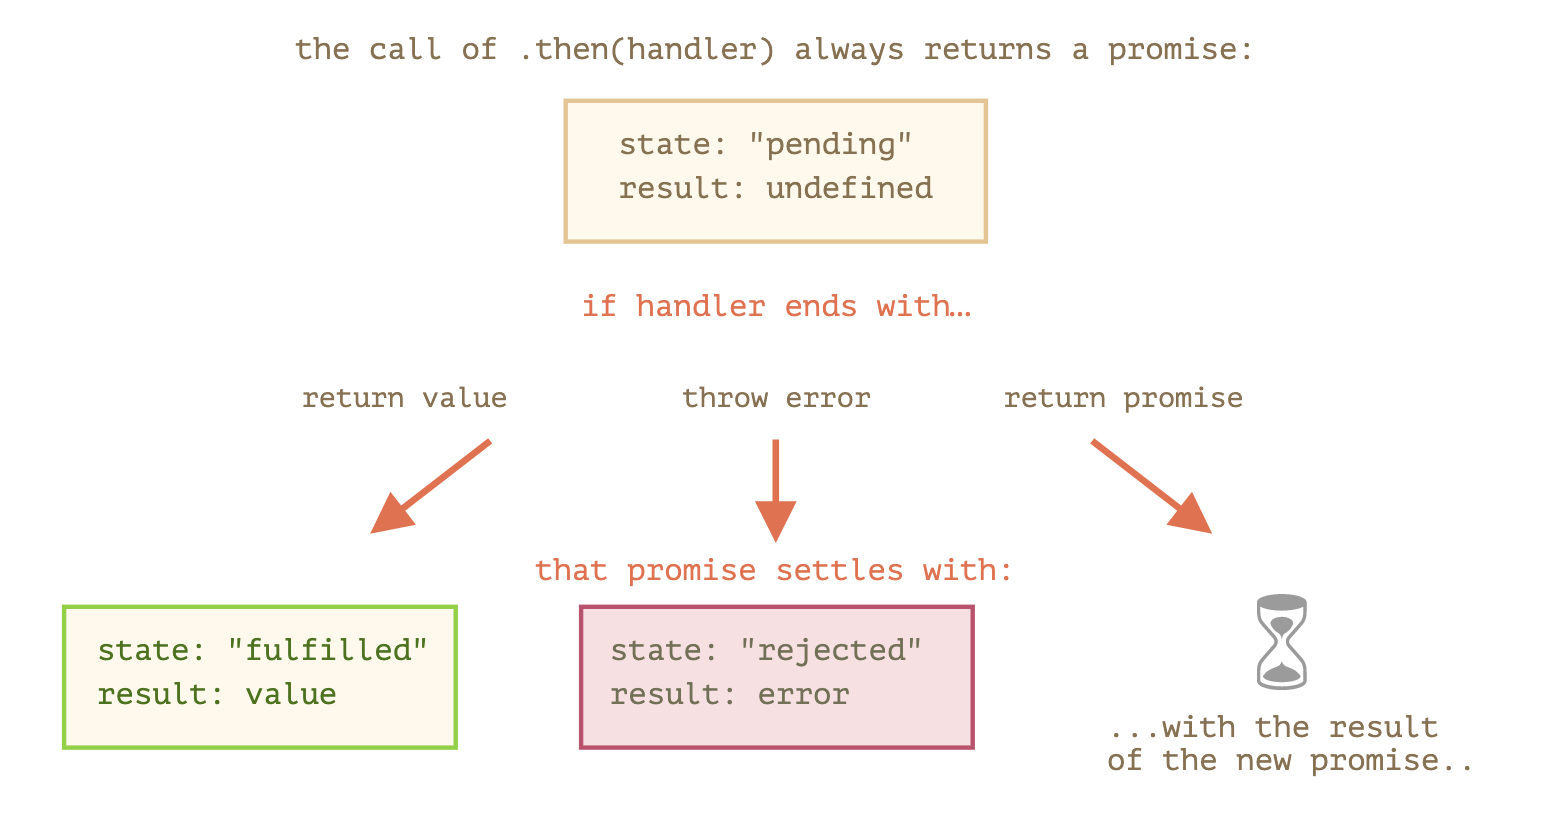 the call of .then(handler) always returns a promise:
state: "pending"
result: undefined
if handler ends with…
return value
throw error
return promise
that promise settles with:
state: "fulfilled"
result: value
state: "rejected"
result: error
...with the result
of the new promise..